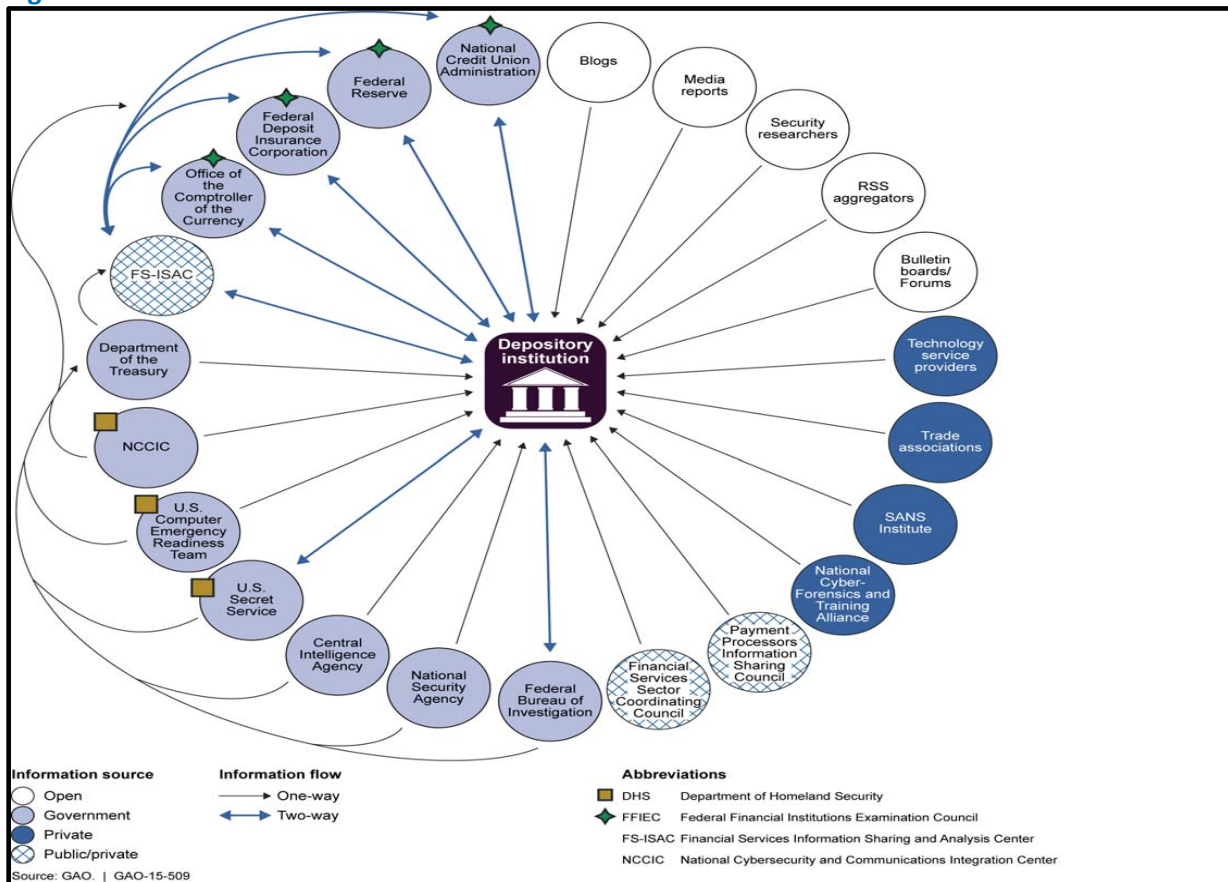 National
Credit Union
Administration
Blogs
Media
reports
Security
researchers
RSS
aggregators
Bulletin
boards/
Forums
Technology
service
providers
Trade
associations
SANS
Institute
National
Cyber-
Forensics and
Training
Alliance
Payment
Processors
Information
Sharing
Council
Financial
Services
Sector
Coordinating
Council
Federal
Bureau of
Investigation
National
Security
Agency
Central
Intelligence
Agency
U.S.
Secret
Service
U.S.
Computer
Emergency
Readiness
Team
NCCIC
Department
of the
Treasury
FS-ISAC
Office of
the
Comptroller
of the
Currency
Federal
Deposit
Insurance
Corporation
Federal
Reserve
Depository
institution
Information source
Open
Government
Private
Public/private
Information flow
One-way
Two-way
Abbreviations
DHS Department of Homeland Security
FFIEC Federal Financial Institutions Examination Council
FS-ISAC Financial Services Information Sharing and Analysis Center
NCCIC National Cybersecurity and Communications Integration Center
Source: GAO. | GAO-15-509